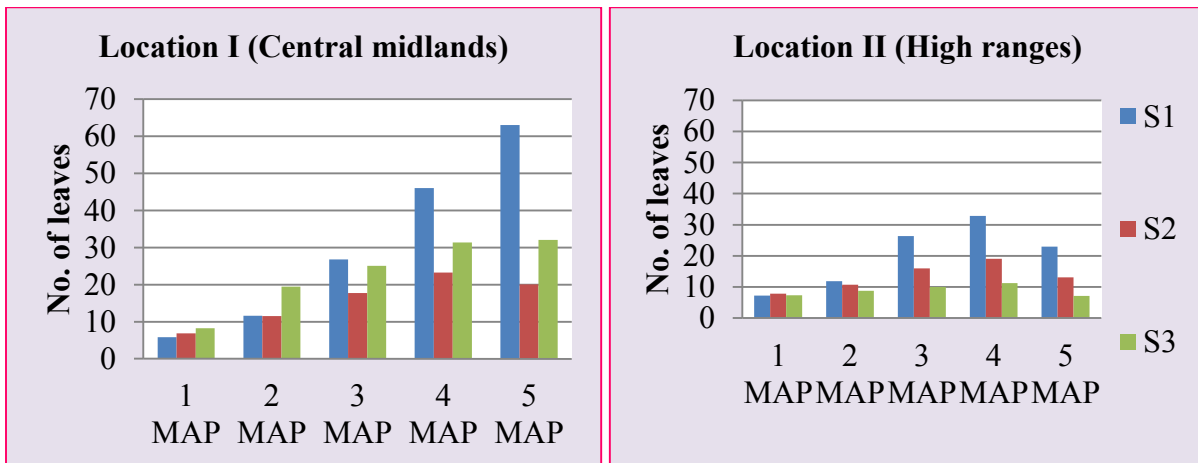 Location I (Central midlands)
No. of leaves
70
60
50
40
30
20
10
0
1 2 3 4 5
MAP MAP MAP MAP MAP
Location II (High ranges)
No. of leaves
70
60
50
40
30
20
10
0
1 2 3 4 5
MAP MAP MAP MAP MAP
S1
S2
S3